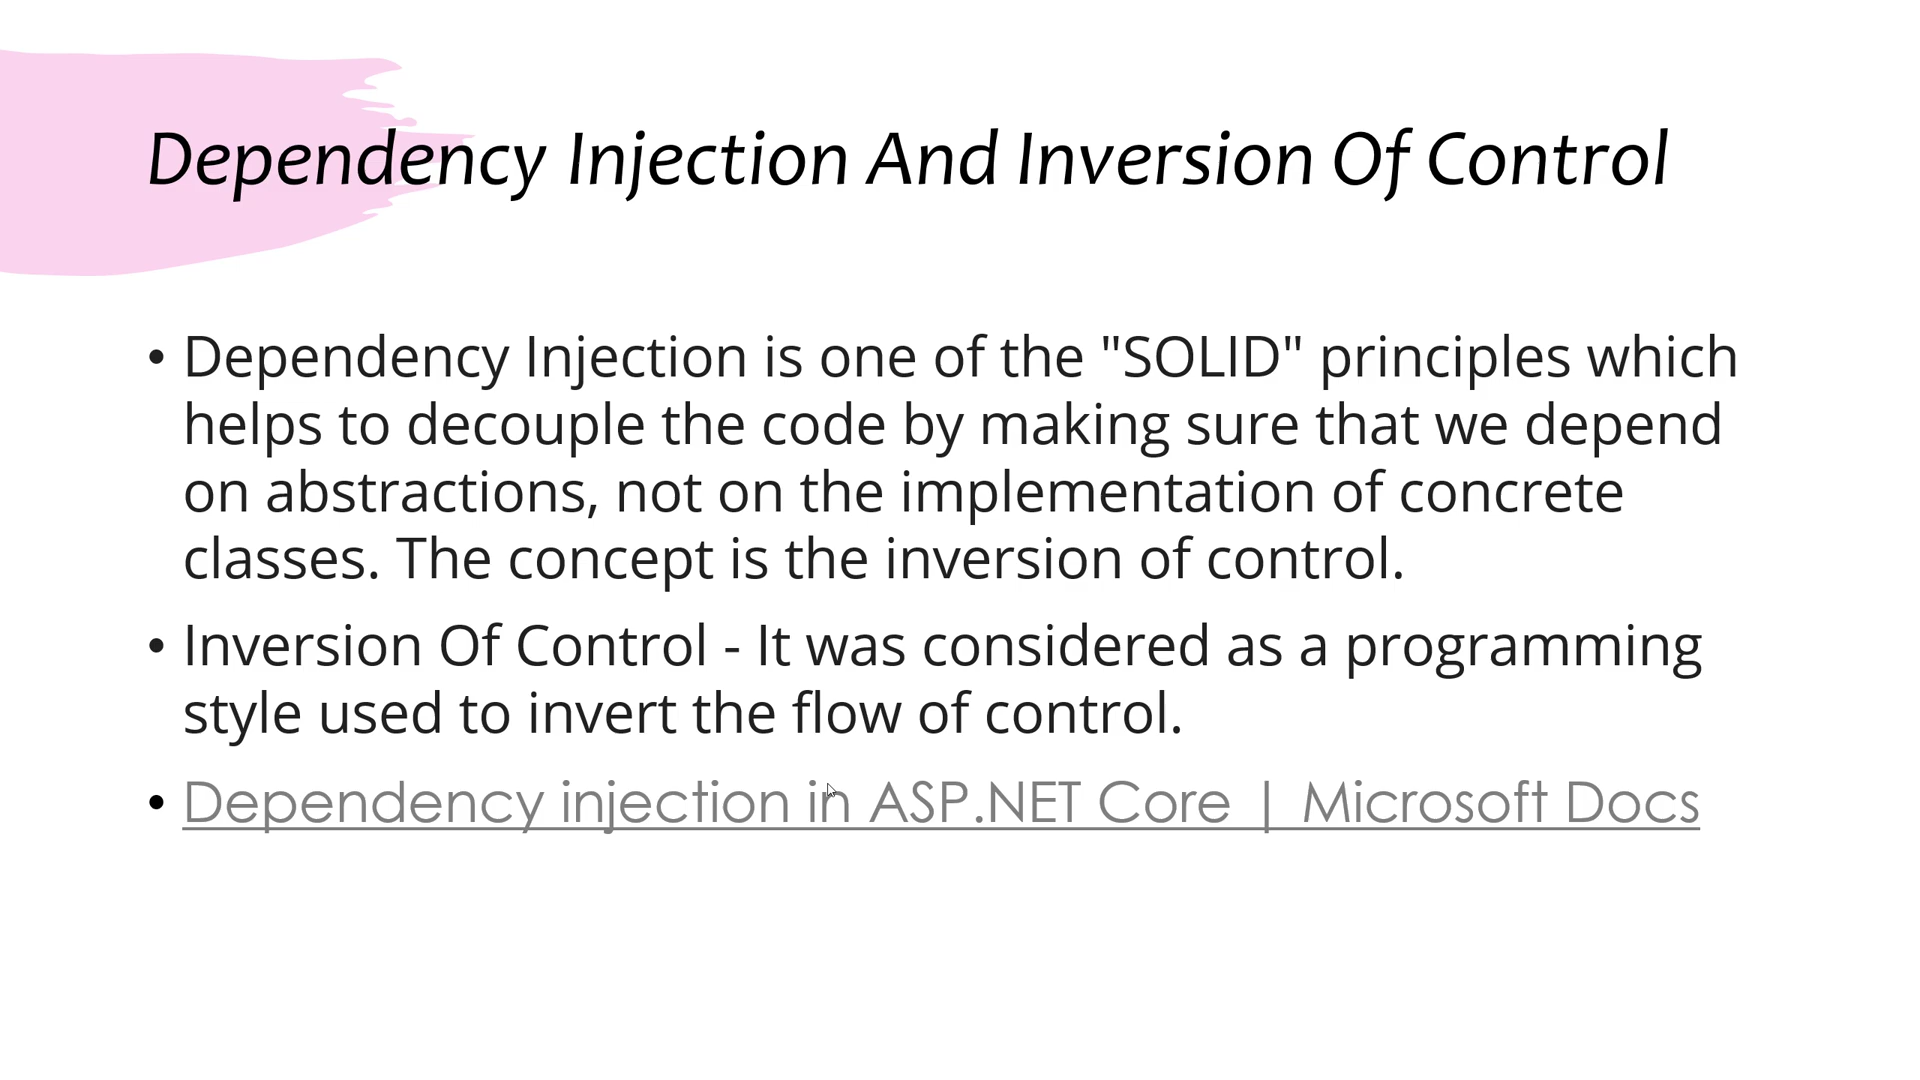 Dependency Injection And Inversion Of Control
• Dependency Injection is one of the "SOLID" principles which
helps to decouple the code by making sure that we depend
on abstractions, not on the implementation of concrete
classes. The concept is the inversion of control.
• Inversion Of Control - It was considered as a programming
style used to invert the flow of control.
• Dependency injection in ASP.NET Core | Microsoft Docs